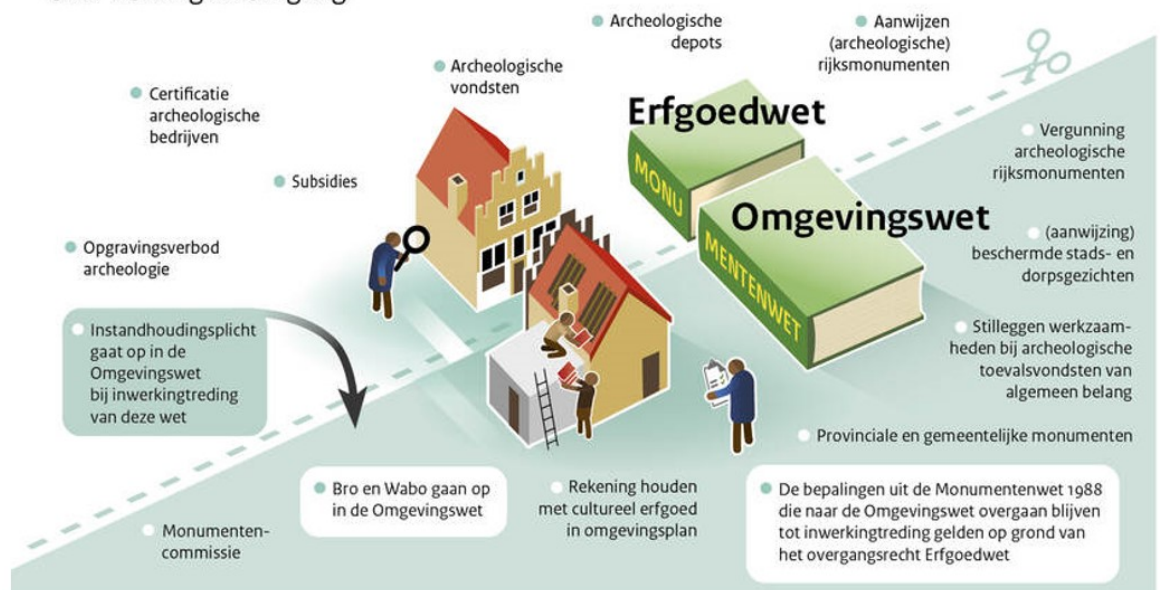 Archeologische
depots
Aanwijzen
(archeologische)
rijksmonumenten
Archeologische
vondsten
Certificatie
archeologische
bedrijven
Erfgoedwet
MONU
Vergunning
archeologische
rijksmonumenten
Subsidies
Omgevingswet
MENTENWET
Opgravingsverbod
archeologie
(aanwijzing)
beschermde stads- en
dorpsgezichten
Instandhoudingsplicht
gaat op in de
Omgevingswet
bij inwerkingtreding
van deze wet
Stilleggen werkzaam-
heden bij archeologische
toevalsvondsten van
algemeen belang
Provinciale en gemeentelijke monumenten
Bro en Wabo gaan op
in de Omgevingswet
Rekening houden
met cultureel erfgoed
in omgevingsplan
De bepalingen uit de Monumentenwet 1988
die naar de Omgevingswet overgaan blijven
tot inwerkingtreding gelden op grond van
het overgangsrecht Erfgoedwet
Monumenten-
commissie